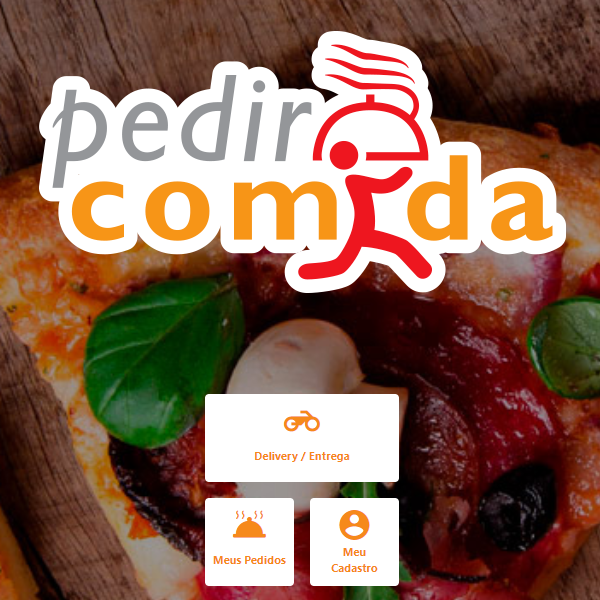 pedir
comida
Delivery / Entrega
Meus Pedidos
Meu
Cadastro